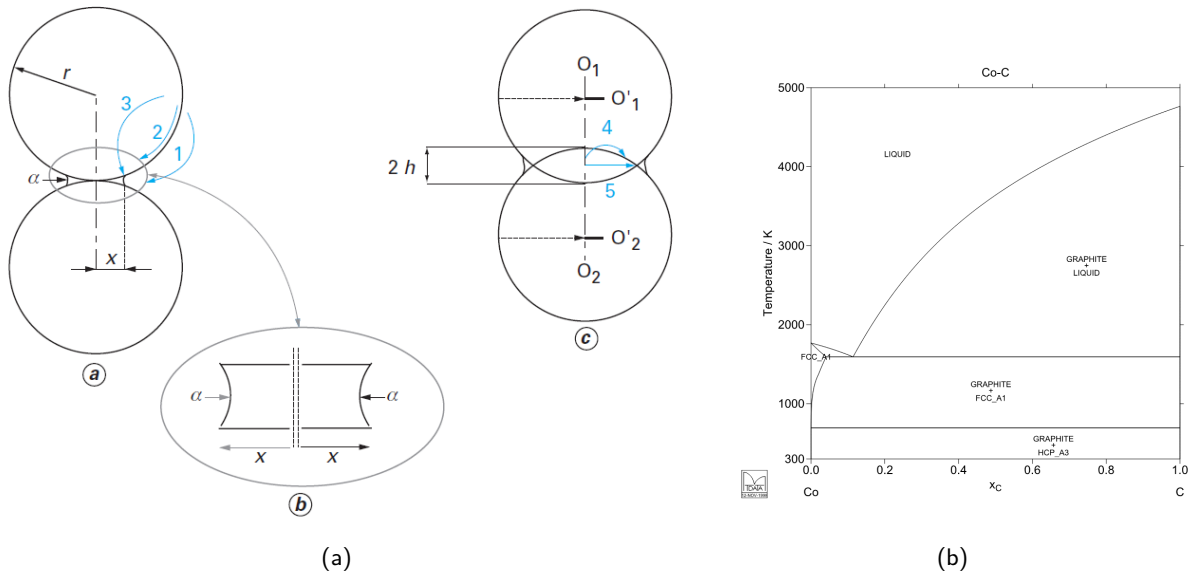 r
3
2
1
α
x
a
O1
O'1
4
2 h
5
O'2
O2
c
α
α
x
x
b
(a)
Co-C
5000
4000
3000
2000
1000
300
Temperature / K
LIQUID
GRAPHITE
LIQUID
FCC_A1
GRAPHITE
FCC_A1
GRAPHITE
HCP_A3
0.0
0.2
0.4
0.6
0.8
1.0
Co
xC
C
(b)